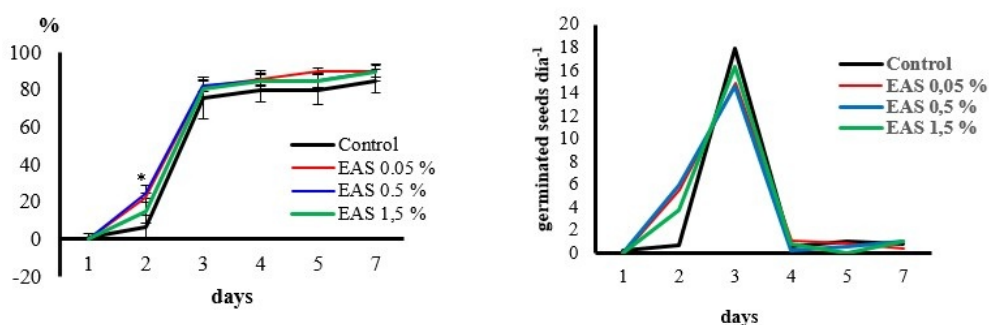 %
100
80
60
40
20
0
-20
*
Control
EAS 0.05 %
EAS 0.5 %
EAS 1,5 %
1 2 3 4 5 7
days
germinated seeds día-1
20
18
16
14
12
10
8
6
4
2
0
Control
EAS 0,05 %
EAS 0,5 %
EAS 1,5 %
1 2 3 4 5 7
days